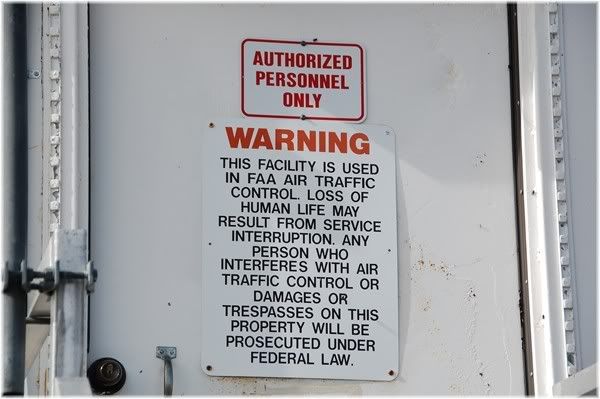 AUTHORIZED
PERSONNEL
ONLY
WARNING
THIS FACILITY IS USED
IN FAA AIR TRAFFIC
CONTROL. LOSS OF
HUMAN LIFE MAY
RESULT FROM SERVICE
INTERRUPTION. ANY
PERSON WHO
INTERFERES WITH AIR
TRAFFIC CONTROL OR
DAMAGES OR
TRESPASSES ON THIS
PROPERTY WILL BE
PROSECUTED UNDER
FEDERAL LAW.